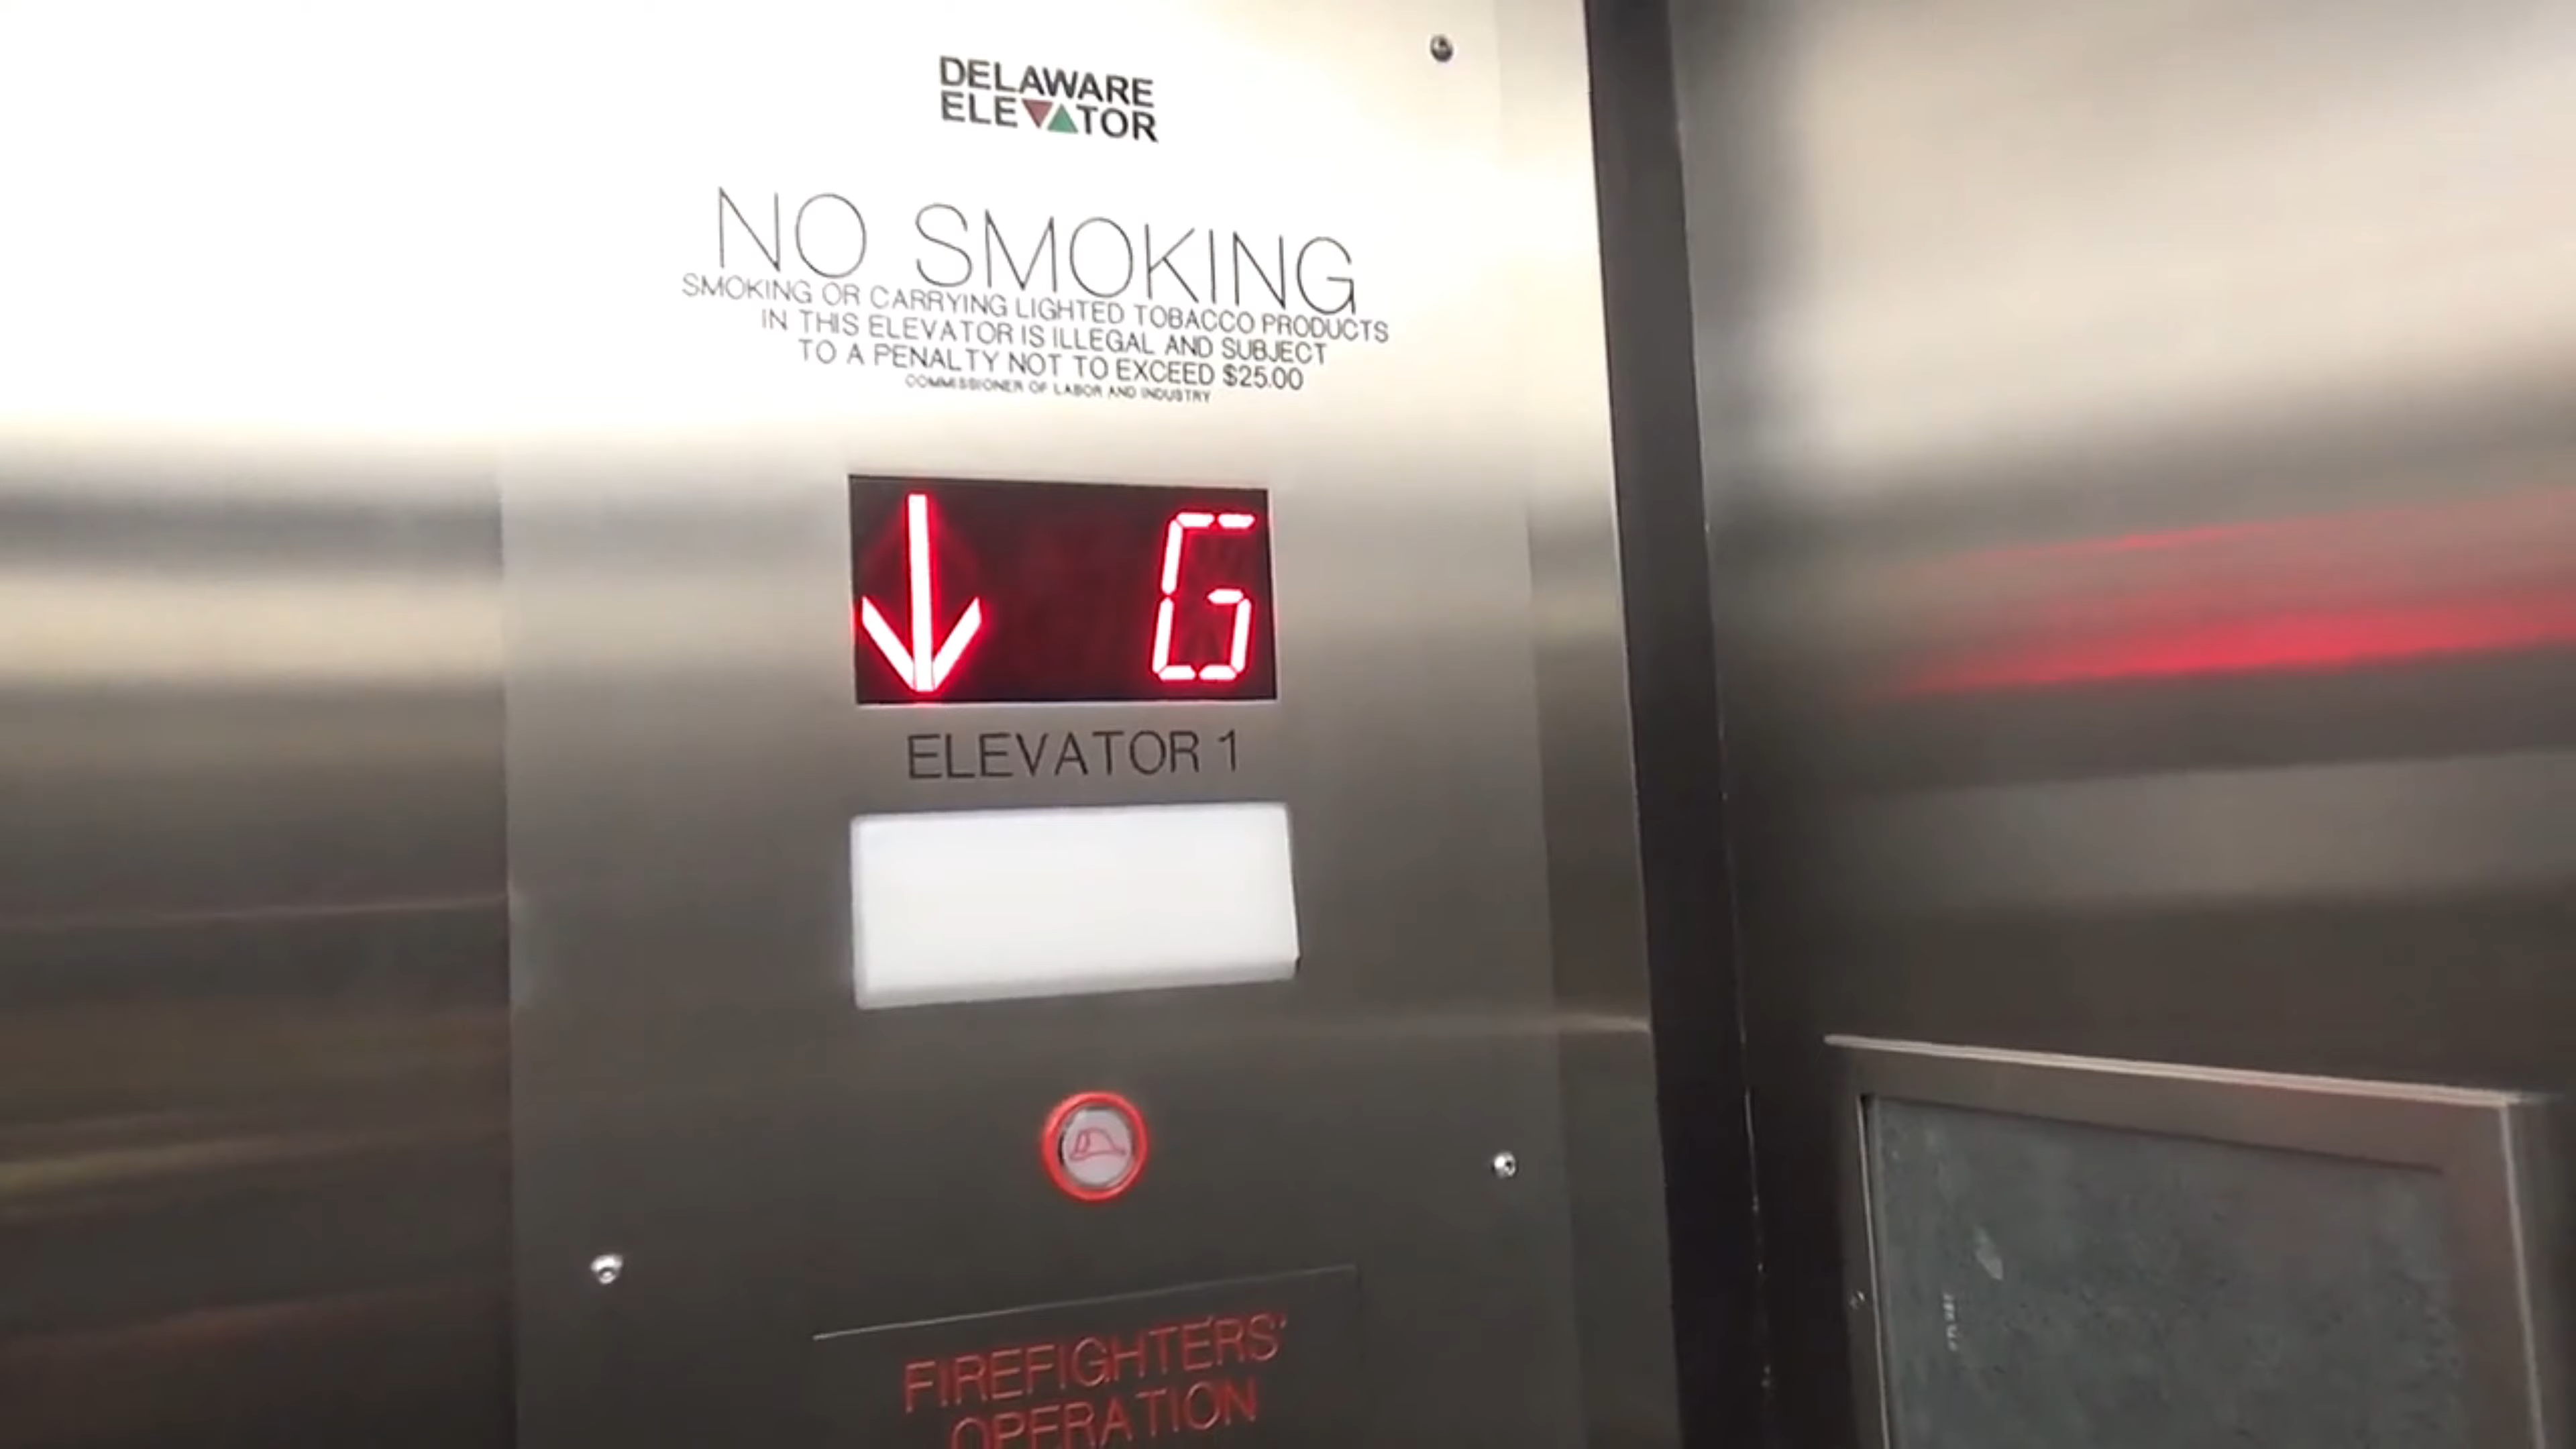 DELAWARE
ELEVATOR
NO SMOKING
SMOKING OR CARRYING LIGHTED TOBACCO PRODUCTS
IN THIS ELEVATOR IS ILLEGAL AND SUBJECT
TO A PENALTY NOT TO EXCEED $25.00
COMMISSIONER OF LABOR AND INDUSTRY
G
ELEVATOR 1
FIREFIGHTERS'
OPERATION